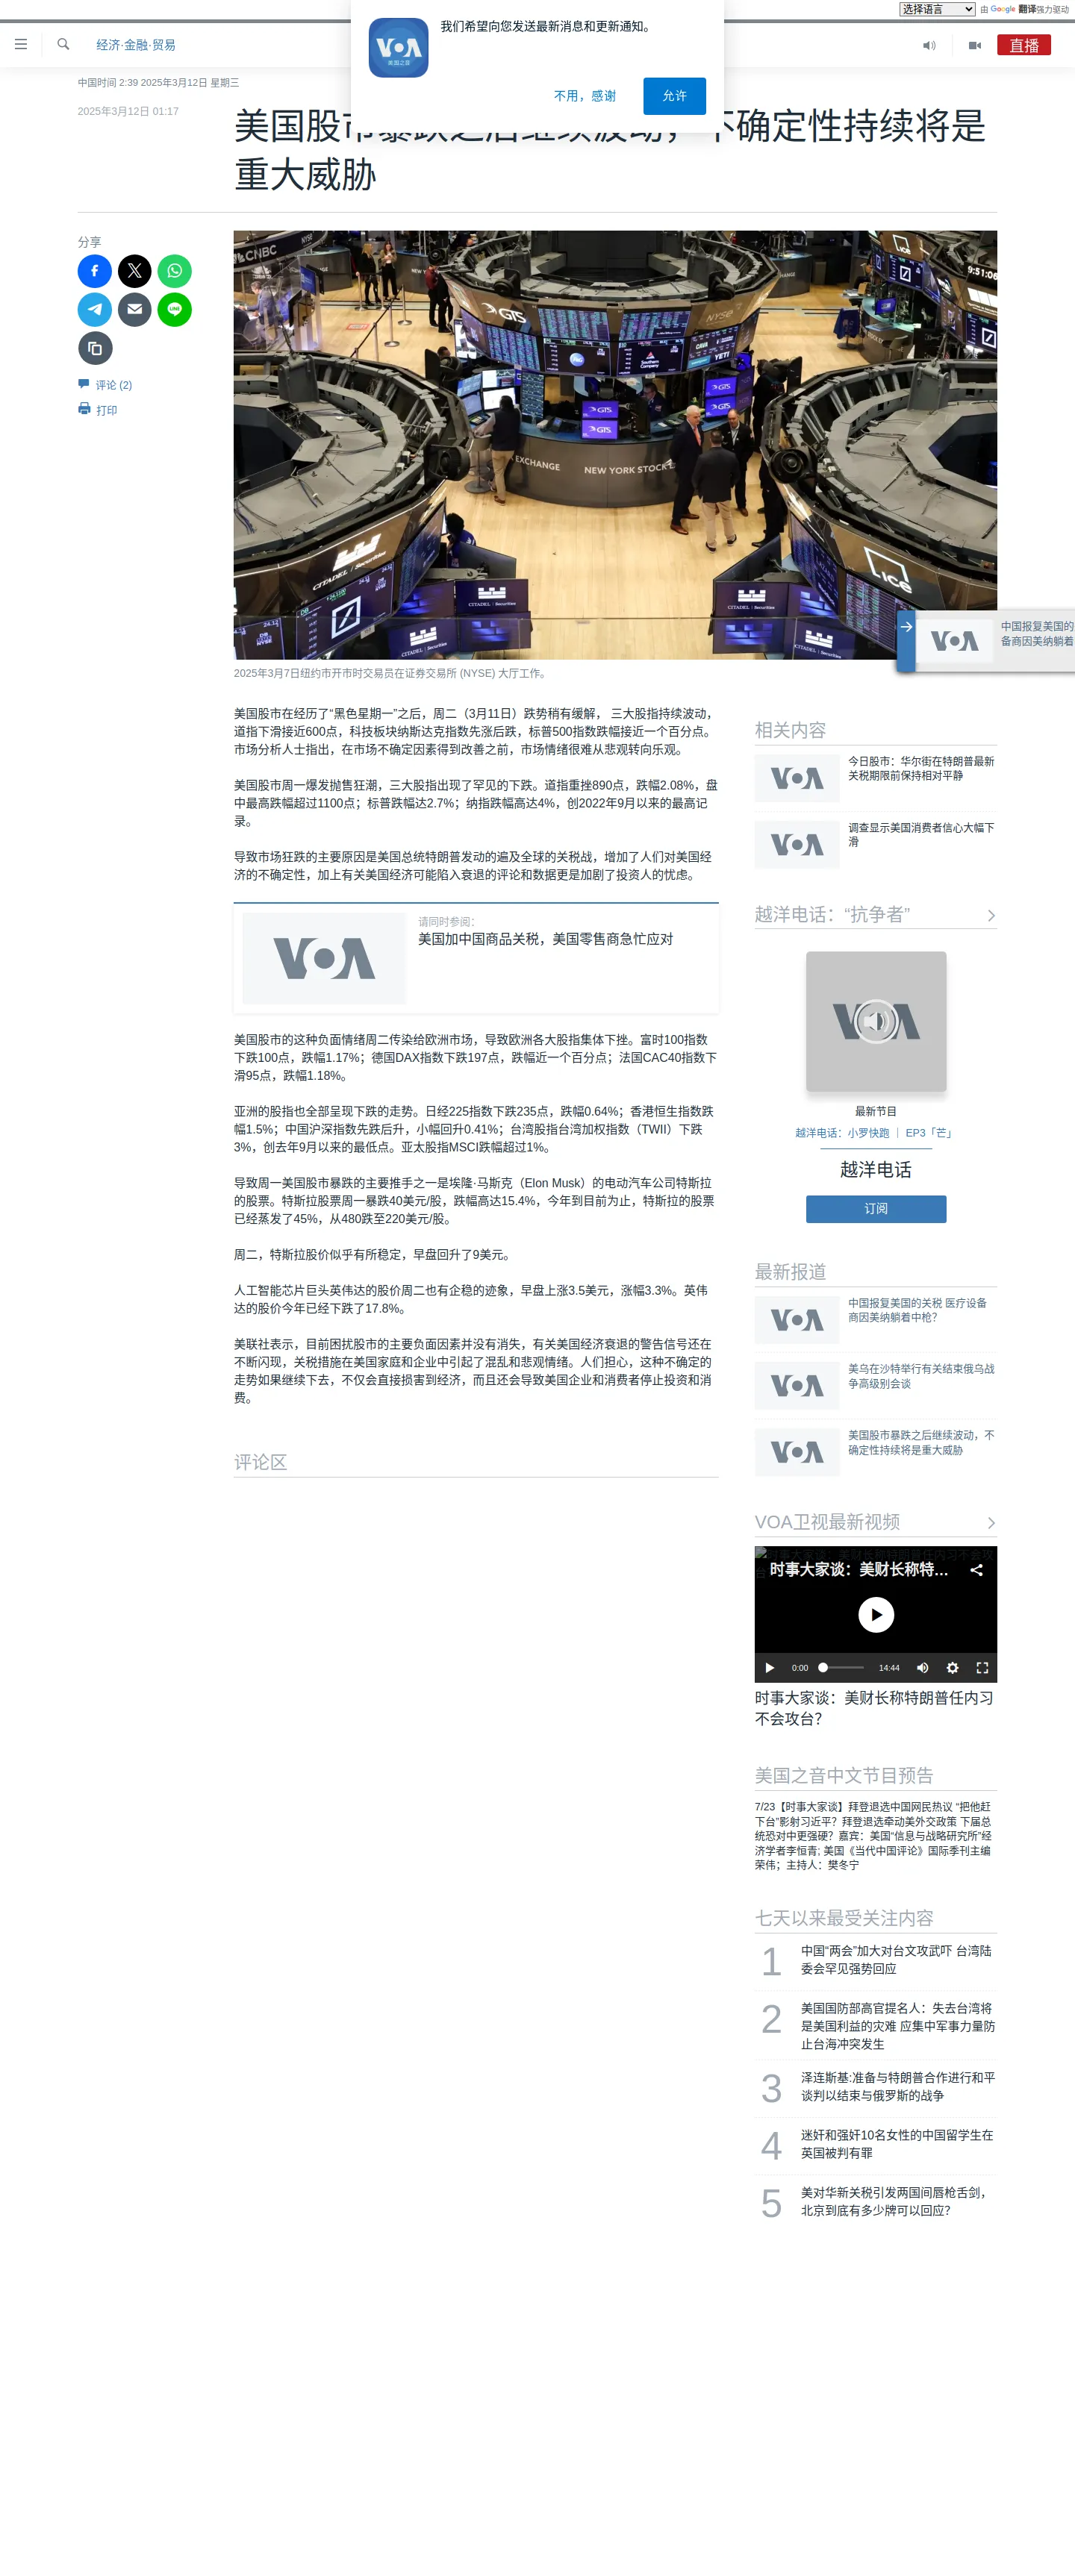 选择语言
由 Google 翻译强力驱动
我们希望向您发送最新消息和更新通知。
不用，感谢
允许
经济·金融·贸易
直播
中国时间 2:39 2025年3月12日 星期三
2025年3月12日 01:17
美国股市暴跌之后继续波动，不确定性持续将是
重大威胁
分享
评论 (2)
打印
CNBC
NYSE
GTS
NYSE
ICE
9:51:06
CAVA
YETI
Southern Company
GTS
GTS
GTS
GTS
EXCHANGE
NEW YORK STOCK
CITADEL Securities
CITADEL Securities
CITADEL Securities
CITADEL Securities
CITADEL Securities
ICE
中国报复美国的
备商因美纳躺着
2025年3月7日纽约市开市时交易员在证券交易所 (NYSE) 大厅工作。
美国股市在经历了“黑色星期一”之后，周二（3月11日）跌势稍有缓解， 三大股指持续波动，
道指下滑接近600点，科技板块纳斯达克指数先涨后跌，标普500指数跌幅接近一个百分点。
市场分析人士指出，在市场不确定因素得到改善之前，市场情绪很难从悲观转向乐观。
美国股市周一爆发抛售狂潮，三大股指出现了罕见的下跌。道指重挫890点，跌幅2.08%，盘
中最高跌幅超过1100点；标普跌幅达2.7%；纳指跌幅高达4%，创2022年9月以来的最高记
录。
导致市场狂跌的主要原因是美国总统特朗普发动的遍及全球的关税战，增加了人们对美国经
济的不确定性，加上有关美国经济可能陷入衰退的评论和数据更是加剧了投资人的忧虑。
VOA
请同时参阅：
美国加中国商品关税，美国零售商急忙应对
美国股市的这种负面情绪周二传染给欧洲市场，导致欧洲各大股指集体下挫。富时100指数
下跌100点，跌幅1.17%；德国DAX指数下跌197点，跌幅近一个百分点；法国CAC40指数下
滑95点，跌幅1.18%。
亚洲的股指也全部呈现下跌的走势。日经225指数下跌235点，跌幅0.64%；香港恒生指数跌
幅1.5%；中国沪深指数先跌后升，小幅回升0.41%；台湾股指台湾加权指数（TWII）下跌
3%，创去年9月以来的最低点。亚太股指MSCI跌幅超过1%。
导致周一美国股市暴跌的主要推手之一是埃隆·马斯克（Elon Musk）的电动汽车公司特斯拉
的股票。特斯拉股票周一暴跌40美元/股，跌幅高达15.4%，今年到目前为止，特斯拉的股票
已经蒸发了45%，从480跌至220美元/股。
周二，特斯拉股价似乎有所稳定，早盘回升了9美元。
人工智能芯片巨头英伟达的股价周二也有企稳的迹象，早盘上涨3.5美元，涨幅3.3%。英伟
达的股价今年已经下跌了17.8%。
美联社表示，目前困扰股市的主要负面因素并没有消失，有关美国经济衰退的警告信号还在
不断闪现，关税措施在美国家庭和企业中引起了混乱和悲观情绪。人们担心，这种不确定的
走势如果继续下去，不仅会直接损害到经济，而且还会导致美国企业和消费者停止投资和消
费。
评论区
相关内容
今日股市：华尔街在特朗普最新
关税期限前保持相对平静
调查显示美国消费者信心大幅下
滑
越洋电话：“抗争者”
最新节目
越洋电话：小罗快跑 ｜ EP3「芒」
越洋电话
订阅
最新报道
中国报复美国的关税 医疗设备
商因美纳躺着中枪？
美乌在沙特举行有关结束俄乌战
争高级别会谈
美国股市暴跌之后继续波动，不
确定性持续将是重大威胁
VOA卫视最新视频
时事大家谈：美财长称特…
0:00
14:44
时事大家谈：美财长称特朗普任内习
不会攻台？
美国之音中文节目预告
7/23【时事大家谈】拜登退选中国网民热议 “把他赶
下台”影射习近平？拜登退选牵动美外交政策 下届总
统恐对中更强硬？嘉宾：美国“信息与战略研究所”经
济学者李恒青; 美国《当代中国评论》国际季刊主编
荣伟；主持人：樊冬宁
七天以来最受关注内容
1 中国“两会”加大对台文攻武吓 台湾陆
委会罕见强势回应
2 美国国防部高官提名人：失去台湾将
是美国利益的灾难 应集中军事力量防
止台海冲突发生
3 泽连斯基:准备与特朗普合作进行和平
谈判以结束与俄罗斯的战争
4 迷奸和强奸10名女性的中国留学生在
英国被判有罪
5 美对华新关税引发两国间唇枪舌剑，
北京到底有多少牌可以回应？